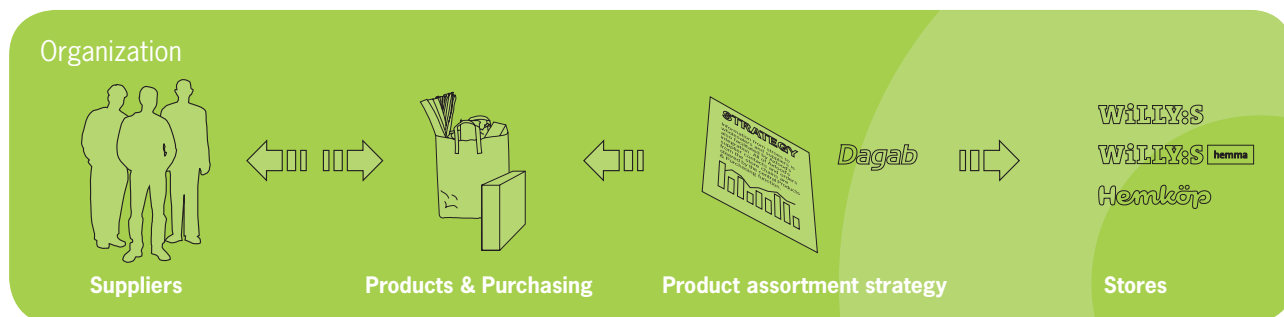 Organization
STRATEGY
Dagab
WiLLY:S
WiLLY:S hemma
Hemköp
Suppliers
Products & Purchasing
Product assortment strategy
Stores